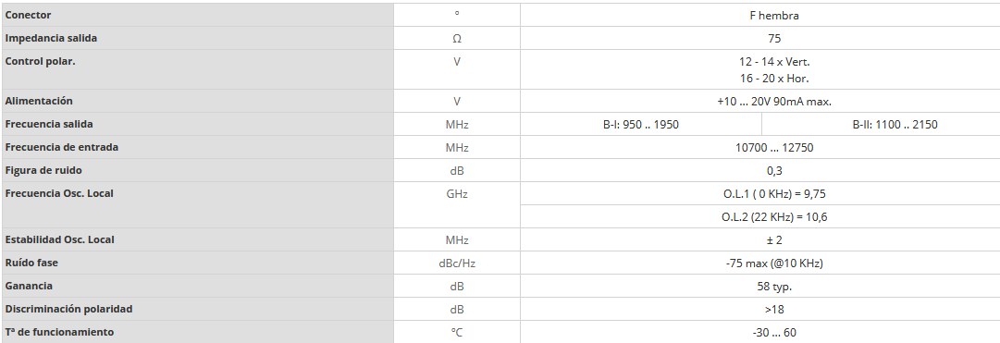 Conector º F hembra
Impedancia salida Ω 75
Control polar. V 12 - 14 x Vert.
16 - 20 x Hor.
Alimentación V +10 ... 20V 90mA max.
Frecuencia salida MHz B-I: 950 .. 1950 B-II: 1100 .. 2150
Frecuencia de entrada MHz 10700 ... 12750
Figura de ruido dB 0,3
Frecuencia Osc. Local GHz O.L.1 ( 0 KHz) = 9,75
O.L.2 (22 KHz) = 10,6
Estabilidad Osc. Local MHz ± 2
Ruído fase dBc/Hz -75 max (@10 KHz)
Ganancia dB 58 typ.
Discriminación polaridad dB >18
Tª de funcionamiento ºC -30 ... 60